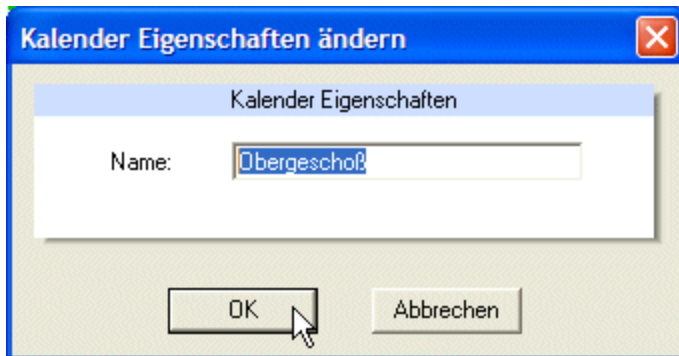 Kalender Eigenschaften ändern
Kalender Eigenschaften
Name: Obergeschoß
OK Abbrechen